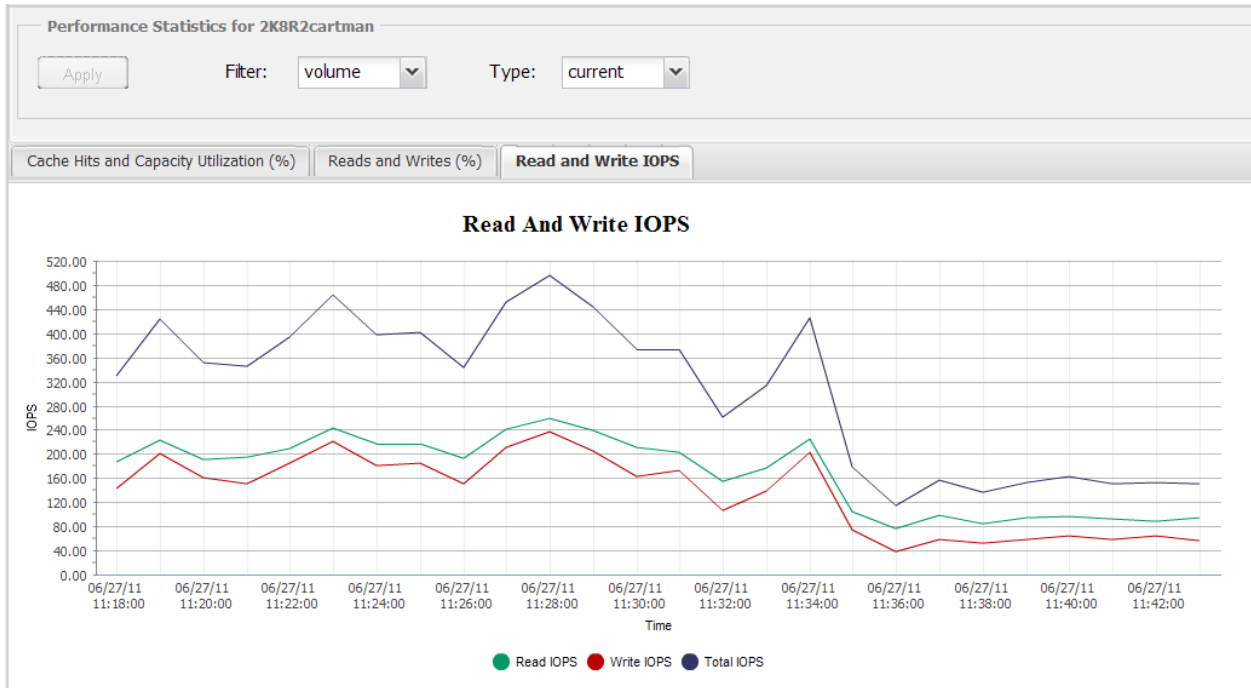 Performance Statistics for 2K8R2cartman
Apply Filter: volume Type: current
Cache Hits and Capacity Utilization (%) Reads and Writes (%) Read and Write IOPS
Read And Write IOPS
520.00
480.00
440.00
400.00
360.00
320.00
280.00
240.00
200.00
160.00
120.00
80.00
40.00
0.00
IOPS
06/27/11 06/27/11 06/27/11 06/27/11 06/27/11 06/27/11 06/27/11 06/27/11 06/27/11 06/27/11 06/27/11 06/27/11 06/27/11
11:18:00 11:20:00 11:22:00 11:24:00 11:26:00 11:28:00 11:30:00 11:32:00 11:34:00 11:36:00 11:38:00 11:40:00 11:42:00
Time
Read IOPS Write IOPS Total IOPS